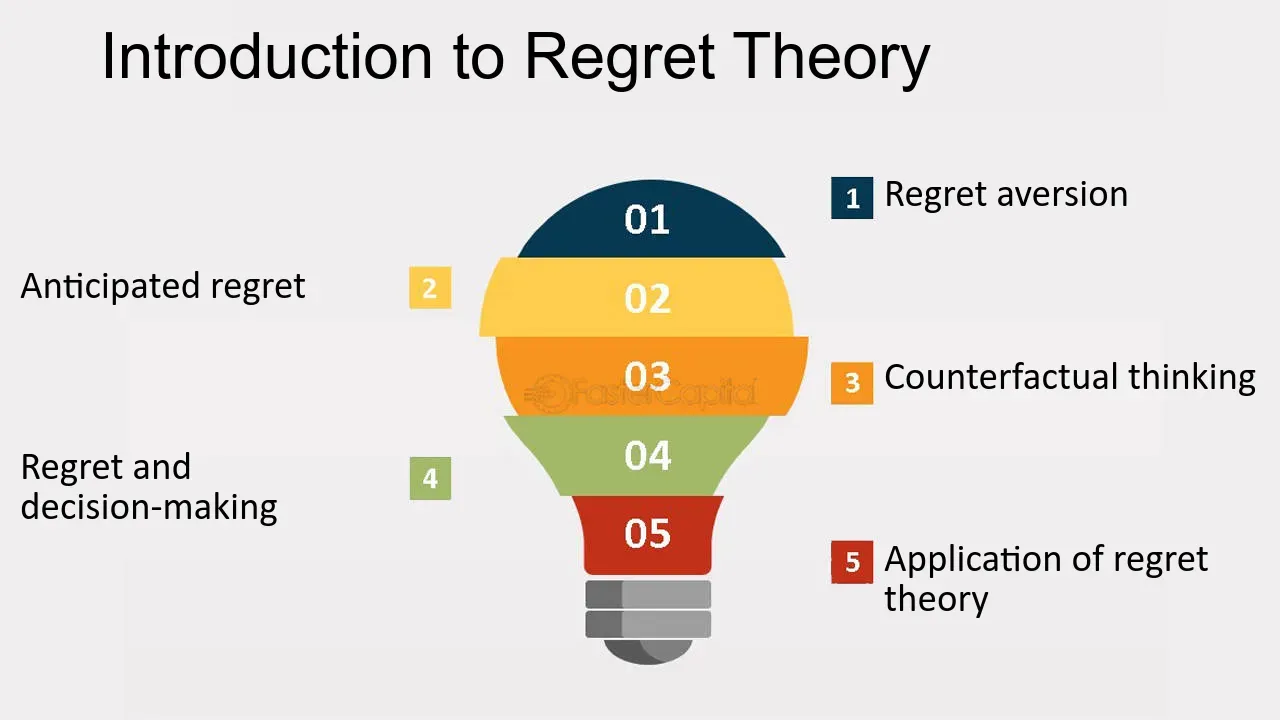 Introduction to Regret Theory
01
1 Regret aversion
02
Anticipated regret 2
03
FasterCapital
3 Counterfactual thinking
04
Regret and
decision-making
4
05
5 Application of regret
theory